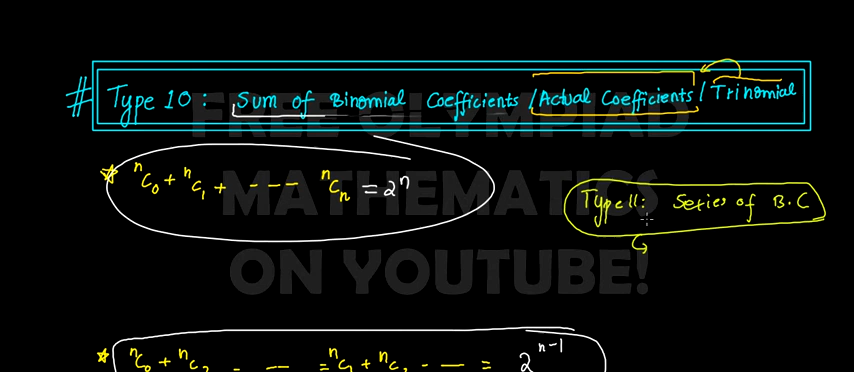 # Type 10 : Sum of Binomial Coefficients / Actual Coefficients / Trinomial
FREE OLYMPIAD
MATHEMATICS
ON YOUTUBE!
☆ ⁿC₀ + ⁿC₁ + - - - ⁿCₙ = 2ⁿ
Type 11: Series of B.C
☆ ⁿC₀ + ⁿC₂ - - - = ⁿC₁ + ⁿC₃ - - = 2ⁿ⁻¹